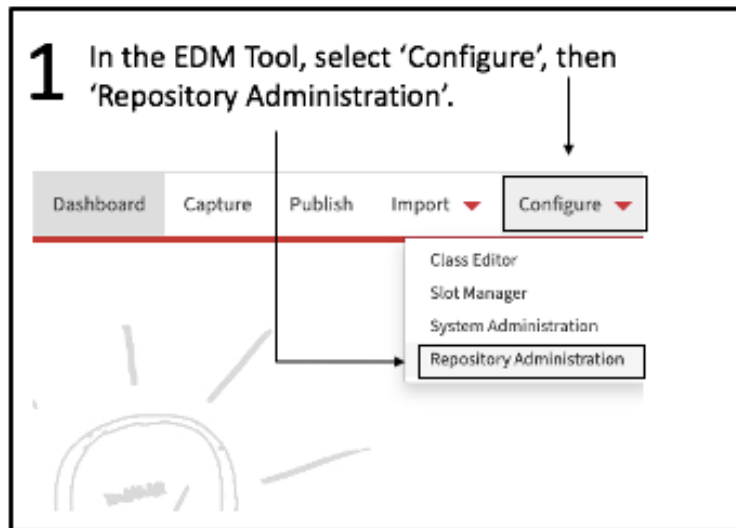 1 In the EDM Tool, select ‘Configure’, then
‘Repository Administration’.
Dashboard Capture Publish Import Configure
Class Editor
Slot Manager
System Administration
Repository Administration